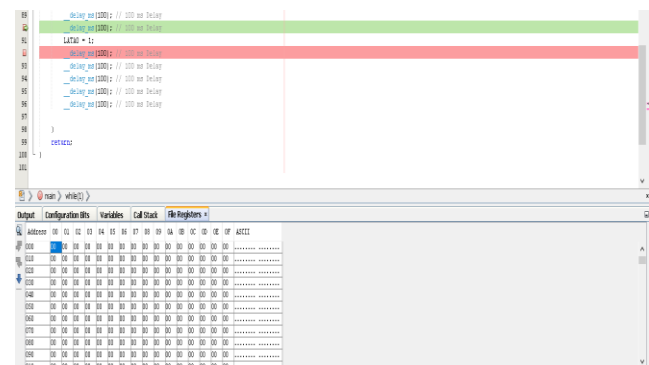 89 __delay_ms(100); // 100 ms Delay
__delay_ms(100); // 100 ms Delay
91 LATA0 = 1;
__delay_ms(100); // 100 ms Delay
93 __delay_ms(100); // 100 ms Delay
94 __delay_ms(100); // 100 ms Delay
95 __delay_ms(100); // 100 ms Delay
96 __delay_ms(100); // 100 ms Delay
97
98 }
99 return;
100 }
101
main while(1)
Output Configuration Bits Variables Call Stack File Registers ×
Address 00 01 02 03 04 05 06 07 08 09 0A 0B 0C 0D 0E 0F ASCII
000 00 00 00 00 00 00 00 00 00 00 00 00 00 00 00 00 ........ ........
010 00 00 00 00 00 00 00 00 00 00 00 00 00 00 00 00 ........ ........
020 00 00 00 00 00 00 00 00 00 00 00 00 00 00 00 00 ........ ........
030 00 00 00 00 00 00 00 00 00 00 00 00 00 00 00 00 ........ ........
040 00 00 00 00 00 00 00 00 00 00 00 00 00 00 00 00 ........ ........
050 00 00 00 00 00 00 00 00 00 00 00 00 00 00 00 00 ........ ........
060 00 00 00 00 00 00 00 00 00 00 00 00 00 00 00 00 ........ ........
070 00 00 00 00 00 00 00 00 00 00 00 00 00 00 00 00 ........ ........
080 00 00 00 00 00 00 00 00 00 00 00 00 00 00 00 00 ........ ........
090 00 00 00 00 00 00 00 00 00 00 00 00 00 00 00 00 ........ ........